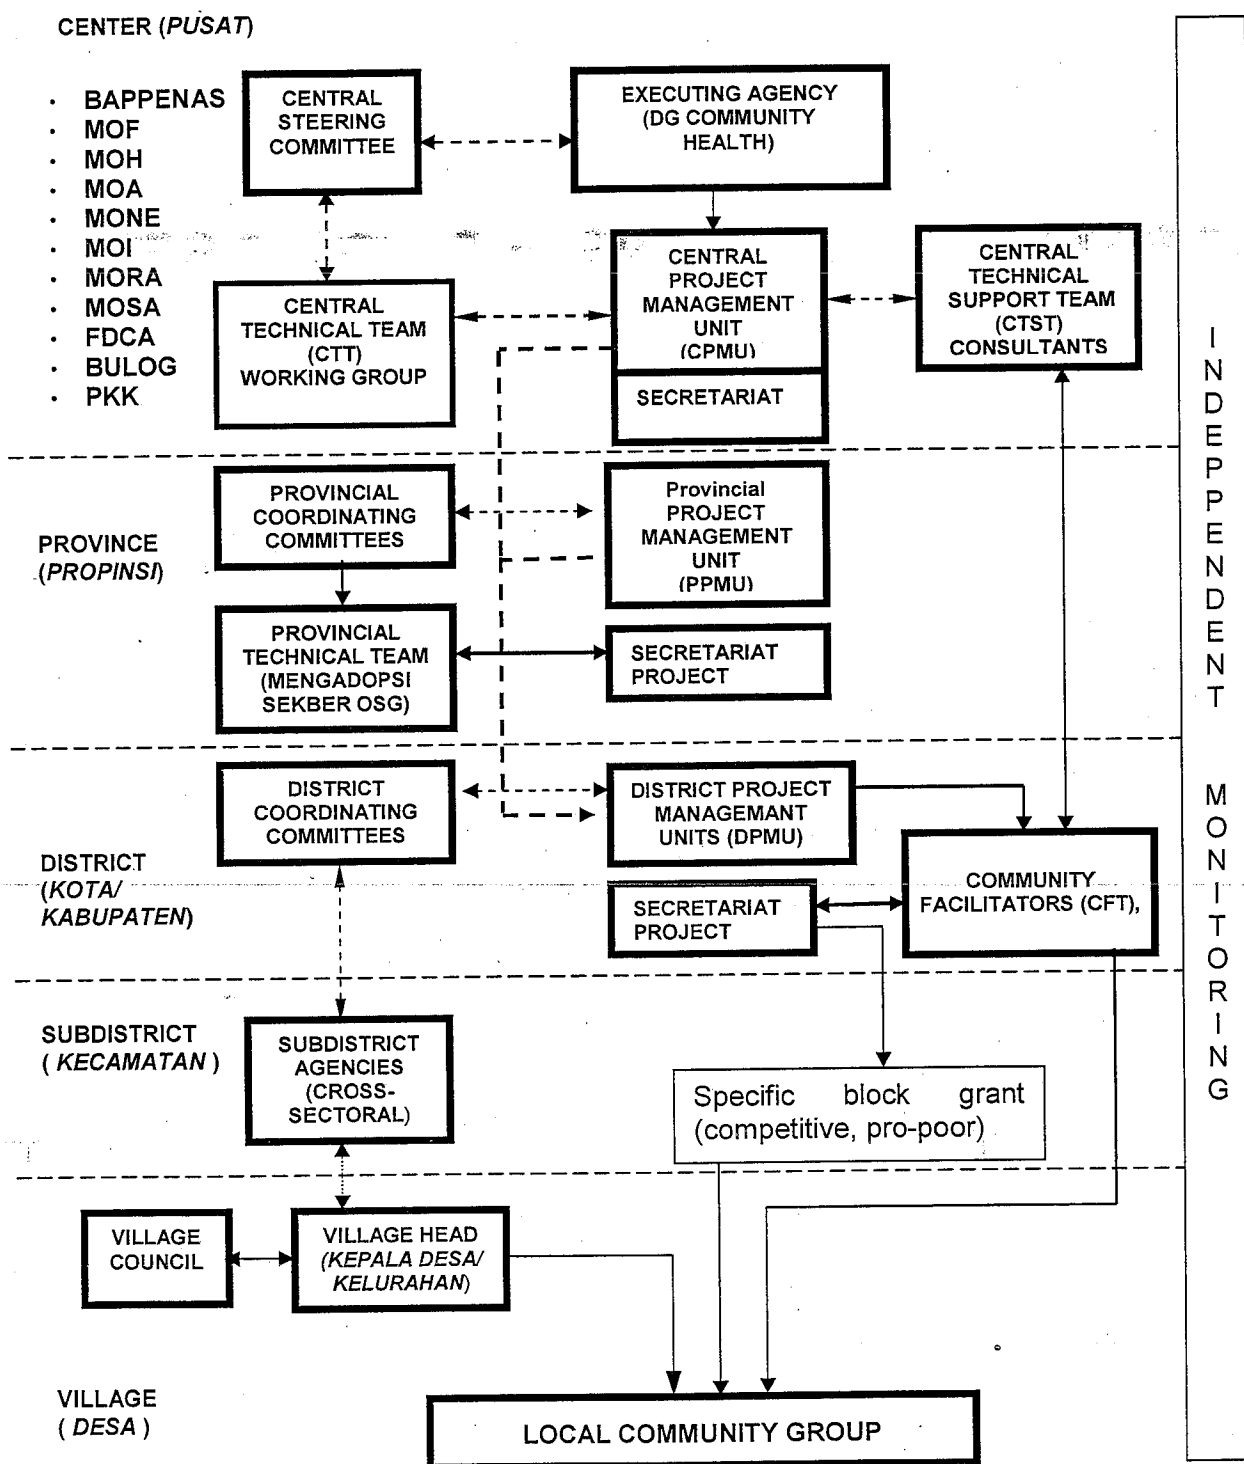 CENTER (PUSAT)
· BAPPENAS
· MOF
· MOH
· MOA
· MONE
· MOI
· MORA
· MOSA
· FDCA
· BULOG
· PKK
CENTRAL
STEERING
COMMITTEE
EXECUTING AGENCY
(DG COMMUNITY
HEALTH)
CENTRAL
TECHNICAL TEAM
(CTT)
WORKING GROUP
CENTRAL
PROJECT
MANAGEMENT
UNIT
(CPMU)
SECRETARIAT
CENTRAL
TECHNICAL
SUPPORT TEAM
(CTST)
CONSULTANTS
PROVINCE
(PROPINSI)
PROVINCIAL
COORDINATING
COMMITTEES
Provincial
PROJECT
MANAGEMENT
UNIT
(PPMU)
PROVINCIAL
TECHNICAL TEAM
(MENGADOPSI
SEKBER OSG)
SECRETARIAT
PROJECT
DISTRICT
(KOTA/
KABUPATEN)
DISTRICT
COORDINATING
COMMITTEES
DISTRICT PROJECT
MANAGEMANT
UNITS (DPMU)
SECRETARIAT
PROJECT
COMMUNITY
FACILITATORS (CFT),
SUBDISTRICT
( KECAMATAN )
SUBDISTRICT
AGENCIES
(CROSS-
SECTORAL)
Specific block grant
(competitive, pro-poor)
VILLAGE
COUNCIL
VILLAGE HEAD
(KEPALA DESA/
KELURAHAN)
VILLAGE
( DESA )
LOCAL COMMUNITY GROUP
INDEPPENDENT
MONITORING